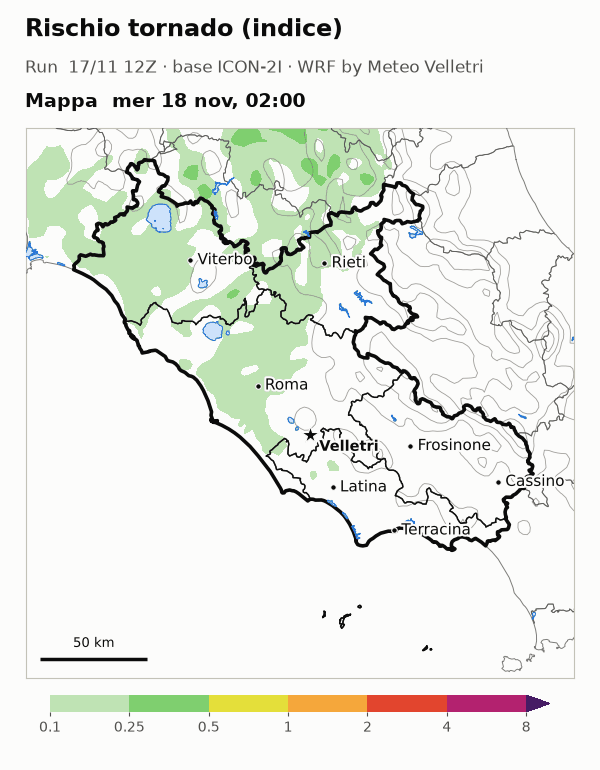 Rischio tornado (indice)
Run  17/11 12Z · base ICON-2I · WRF by Meteo Velletri
Mappa  mer 18 nov, 02:00
Viterbo
Rieti
Roma
Velletri
Frosinone
Latina
Cassino
Terracina
50 km
0.1 0.25 0.5 1 2 4 8